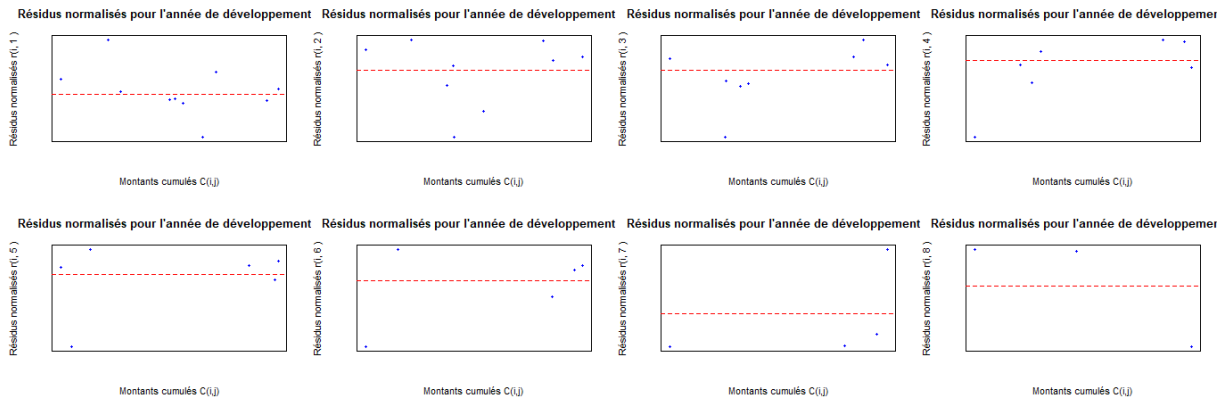 Résidus normalisés pour l'année de développement
Résidus normalisés r(i, 1 )
Montants cumulés C(i,j)
Résidus normalisés pour l'année de développement
Résidus normalisés r(i, 2 )
Montants cumulés C(i,j)
Résidus normalisés pour l'année de développement
Résidus normalisés r(i, 3 )
Montants cumulés C(i,j)
Résidus normalisés pour l'année de développemer
Résidus normalisés r(i, 4 )
Montants cumulés C(i,j)
Résidus normalisés pour l'année de développement
Résidus normalisés r(i, 5 )
Montants cumulés C(i,j)
Résidus normalisés pour l'année de développement
Résidus normalisés r(i, 6 )
Montants cumulés C(i,j)
Résidus normalisés pour l'année de développement
Résidus normalisés r(i, 7 )
Montants cumulés C(i,j)
Résidus normalisés pour l'année de développemer
Résidus normalisés r(i, 8 )
Montants cumulés C(i,j)